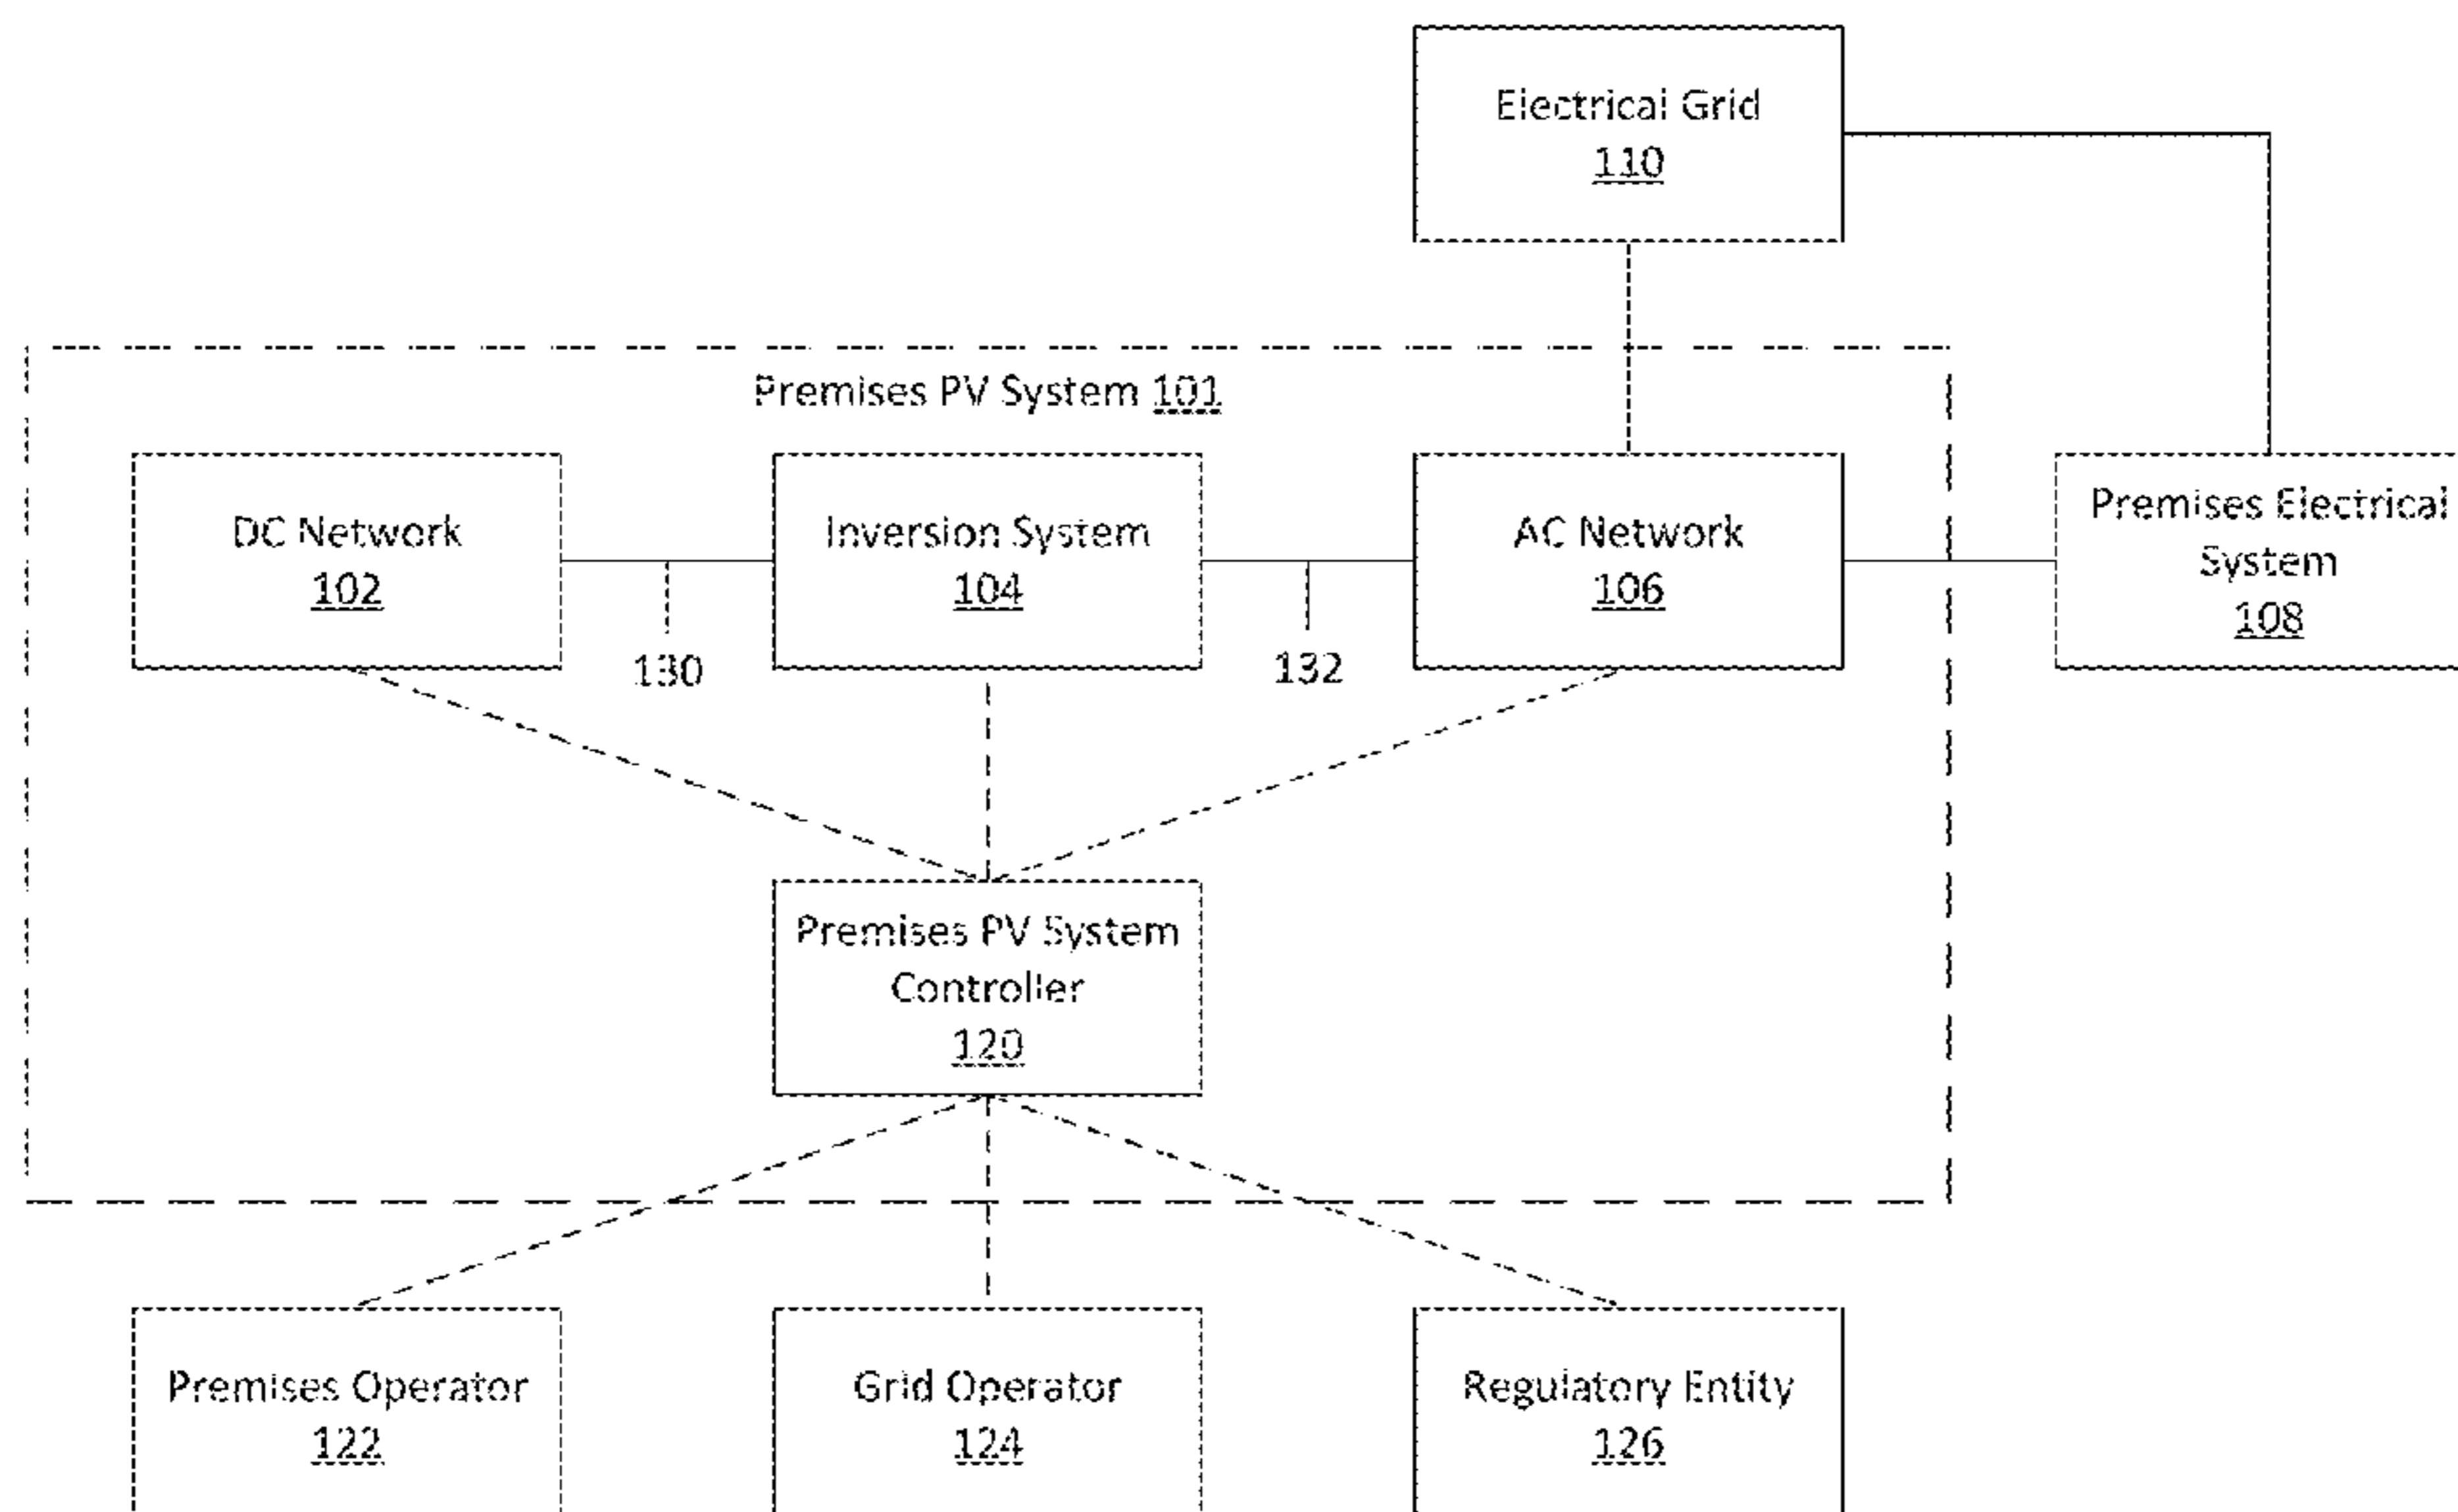 Electrical Grid
110
Premises PV System 101
DC Network
102
Inversion System
104
AC Network
106
Premises Electrical
System
108
130
132
Premises PV System
Controller
120
Premises Operator
122
Grid Operator
124
Regulatory Entity
126